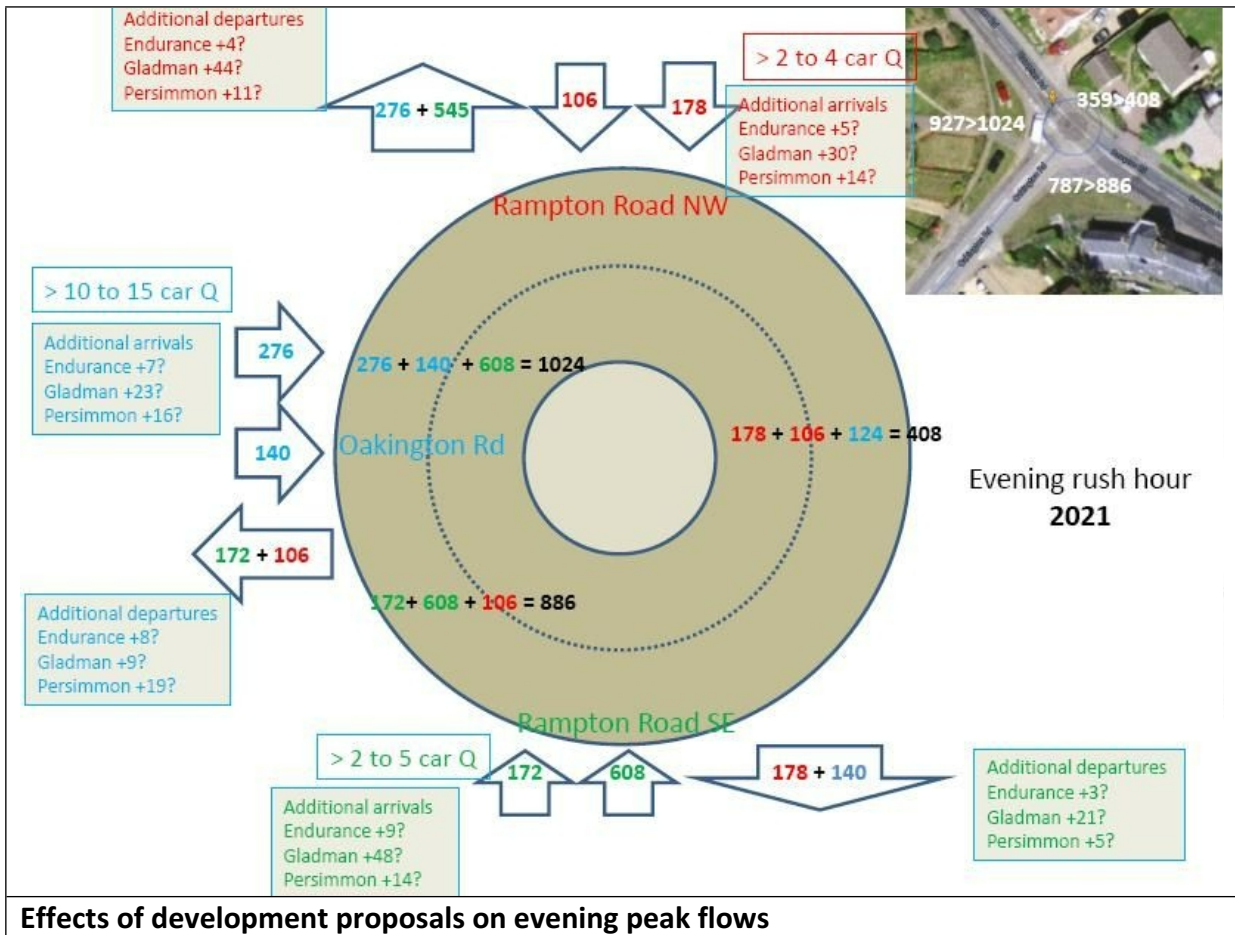 Additional departures
Endurance +4?
Gladman +44?
Persimmon +11?
276 + 545
106
178
> 2 to 4 car Q
Additional arrivals
Endurance +5?
Gladman +30?
Persimmon +14?
359>408
927>1024
787>886
Rampton Road NW
> 10 to 15 car Q
Additional arrivals
Endurance +7?
Gladman +23?
Persimmon +16?
276
276 + 140 + 608 = 1024
140
Oakington Rd
178 + 106 + 124 = 408
Evening rush hour
2021
172 + 106
172+ 608 + 106 = 886
Additional departures
Endurance +8?
Gladman +9?
Persimmon +19?
Rampton Road SE
> 2 to 5 car Q
172
608
178 + 140
Additional arrivals
Endurance +9?
Gladman +48?
Persimmon +14?
Additional departures
Endurance +3?
Gladman +21?
Persimmon +5?
Effects of development proposals on evening peak flows